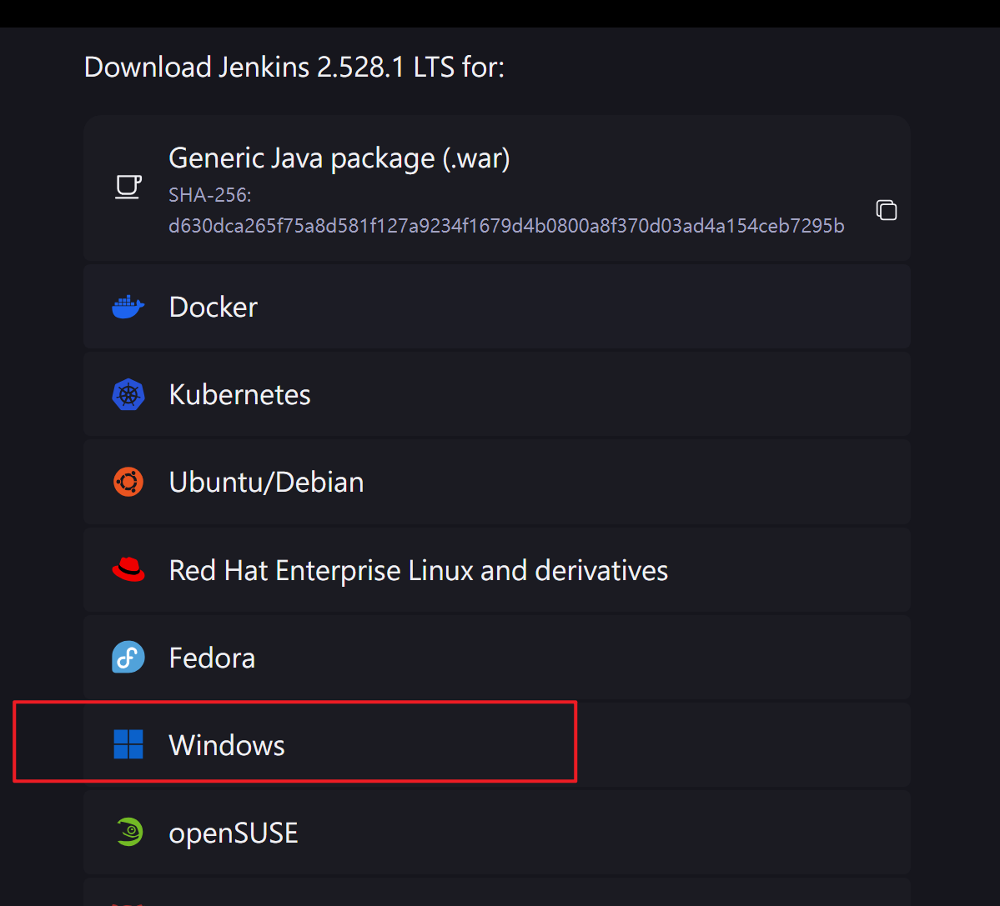 Download Jenkins 2.528.1 LTS for:
Generic Java package (.war)
SHA-256:
d630dca265f75a8d581f127a9234f1679d4b0800a8f370d03ad4a154ceb7295b
Docker
Kubernetes
Ubuntu/Debian
Red Hat Enterprise Linux and derivatives
Fedora
Windows
openSUSE